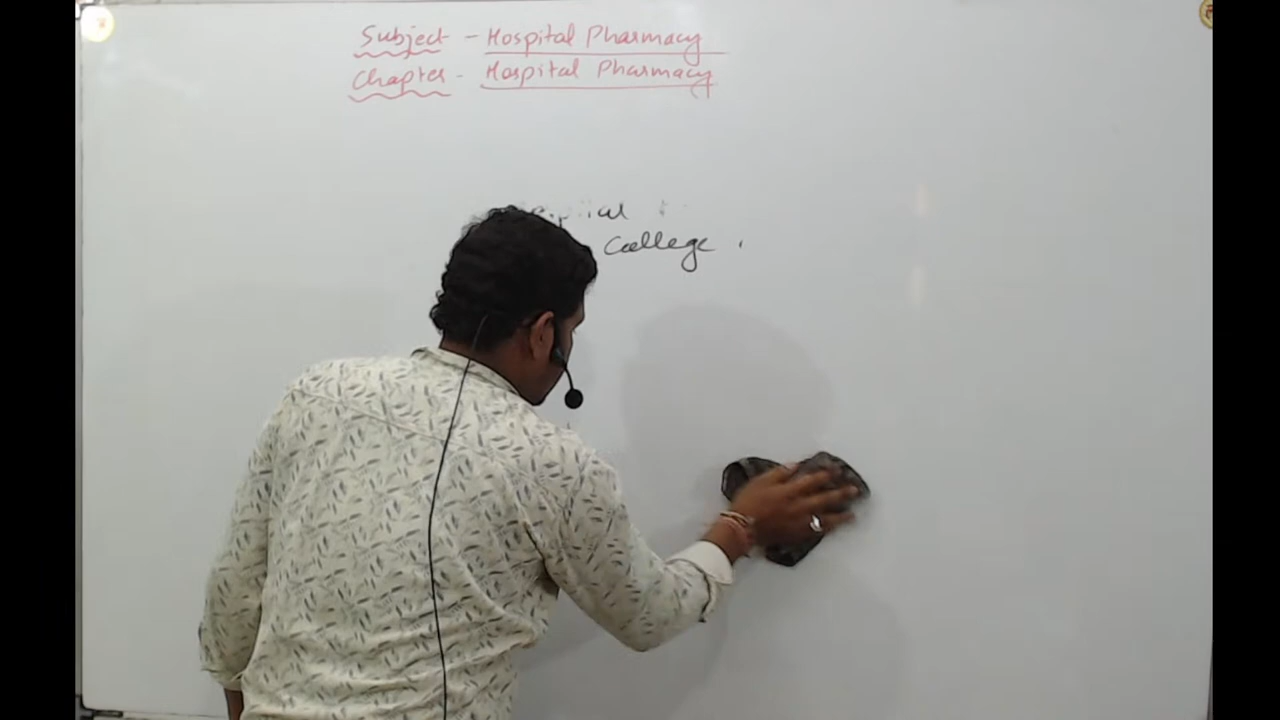 Subject - Hospital Pharmacy
Chapter - Hospital Pharmacy
College .